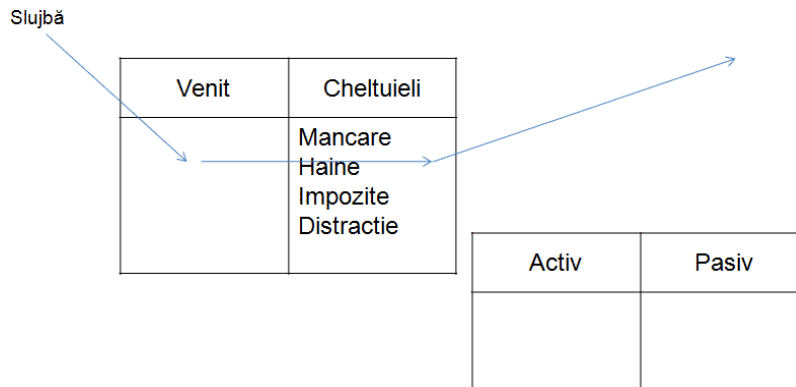 Slujbă
Venit Cheltuieli
Mancare
Haine
Impozite
Distractie
Activ Pasiv